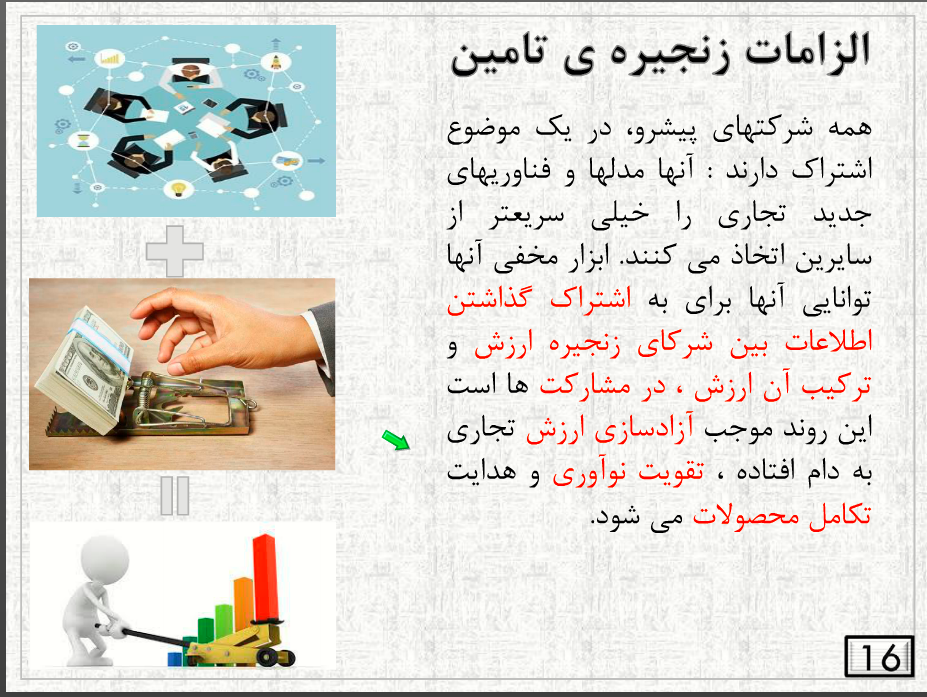 الزامات زنجیره ی تامین
همه شرکتهای پیشرو، در یک موضوع
اشتراک دارند : آنها مدلها و فناوریهای
جدید تجاری را خیلی سریعتر از
سایرین اتخاذ می کنند. ابزار مخفی آنها
توانایی آنها برای به اشتراک گذاشتن
اطلاعات بین شرکای زنجیره ارزش و
ترکیب آن ارزش ، در مشارکت ها است
این روند موجب آزادسازی ارزش تجاری
به دام افتاده ، تقویت نوآوری و هدایت
تکامل محصولات می شود.
16